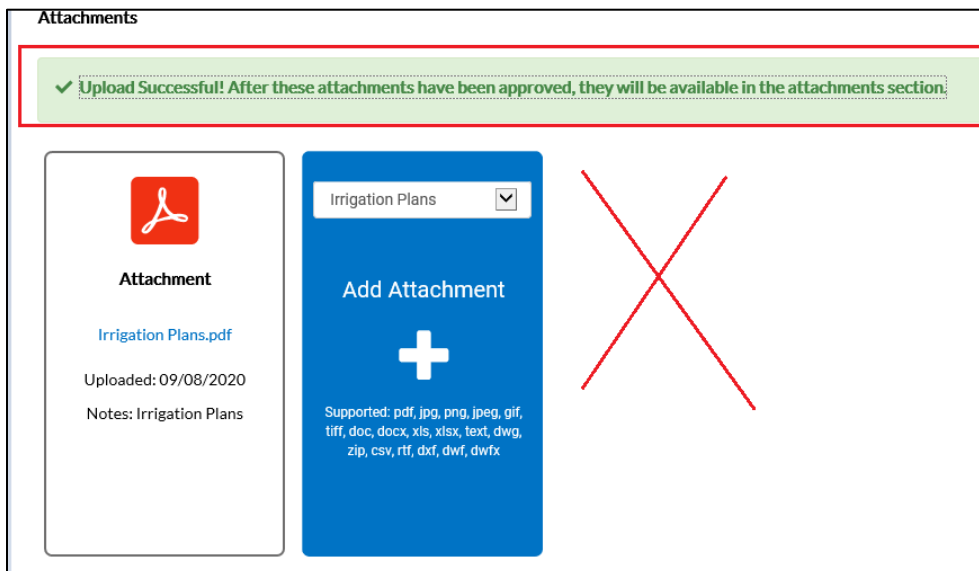 Attachments
Upload Successful! After these attachments have been approved, they will be available in the attachments section.
Attachment
Irrigation Plans.pdf
Uploaded: 09/08/2020
Notes: Irrigation Plans
Irrigation Plans
Add Attachment
Supported: pdf, jpg, png, jpeg, gif,
tiff, doc, docx, xls, xlsx, text, dwg,
zip, csv, rtf, dxf, dwf, dwfx